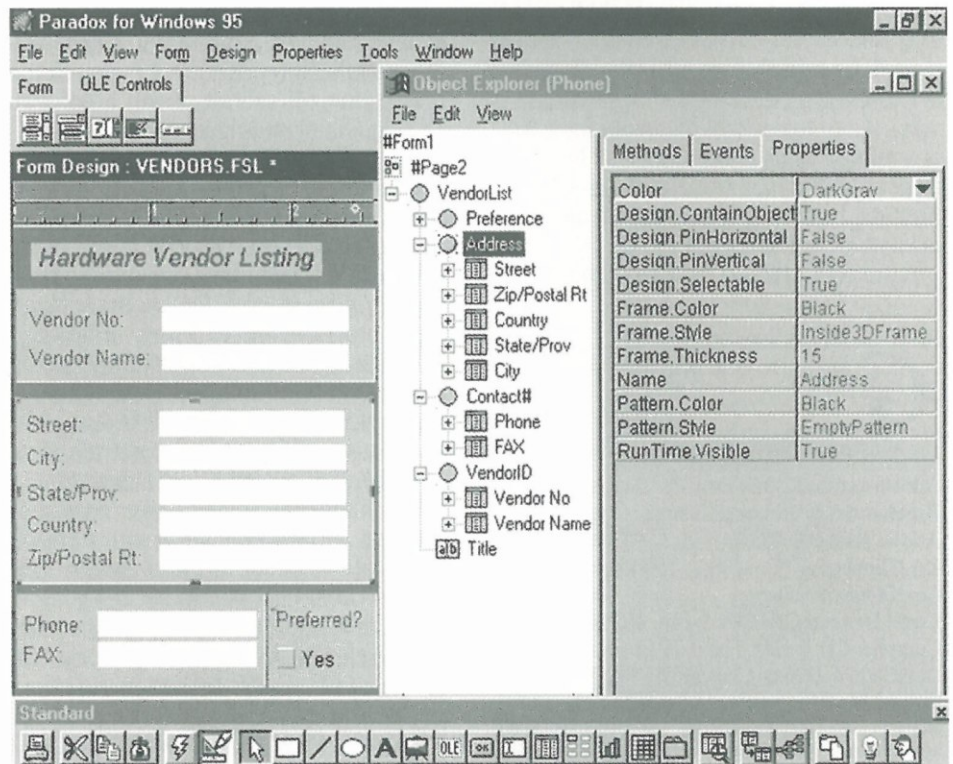 Paradox for Windows 95
File Edit View Form Design Properties Tools Window Help
Form OLE Controls
Form Design : VENDORS.FSL *
1 2
Hardware Vendor Listing
Vendor No:
Vendor Name:
Street:
City:
State/Prov:
Country:
Zip/Postal Rt:
Phone:
FAX:
Preferred?
Yes
Object Explorer (Phone)
File Edit View
#Form1
#Page2
VendorList
Preference
Address
Street
Zip/Postal Rt
Country
State/Prov
City
Contact#
Phone
FAX
VendorID
Vendor No
Vendor Name
a|b Title
Methods Events Properties
Color DarkGray
Design.ContainObject True
Design.PinHorizontal False
Design.PinVertical False
Design.Selectable True
Frame.Color Black
Frame.Style Inside3DFrame
Frame.Thickness 15
Name Address
Pattern.Color Black
Pattern.Style EmptyPattern
RunTime.Visible True
Standard
A OLE OK